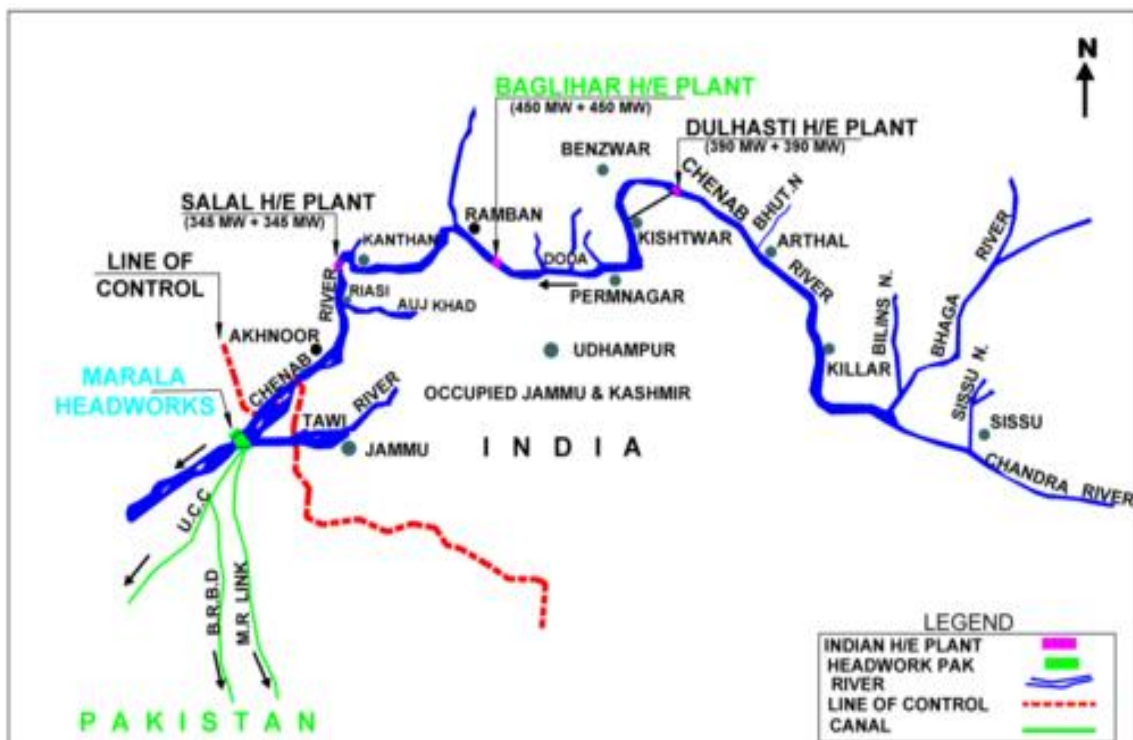 N
BAGLIHAR H/E PLANT
(450 MW + 450 MW)
DULHASTI H/E PLANT
(390 MW + 390 MW)
BENZWAR
SALAL H/E PLANT
(345 MW + 345 MW)
RAMBAN
CHENAB
BHUT.N
KANTHAN
KISHTWAR
ARTHAL
RIVER
LINE OF
CONTROL
DODA
RIVER
RIASI
PERMNAGAR
RIVER
AUJ KHAD
BILINS N.
BHAGA
AKHNOOR
UDHAMPUR
KILLAR
SISSU N.
CHENAB
MARALA
HEADWORKS
RIVER
OCCUPIED JAMMU & KASHMIR
TAWI
SISSU
JAMMU
I N D I A
CHANDRA RIVER
U.C.C
B.R.B.D
M.R LINK
P A K I S T A N
LEGEND
INDIAN H/E PLANT
HEADWORK PAK
RIVER
LINE OF CONTROL
CANAL